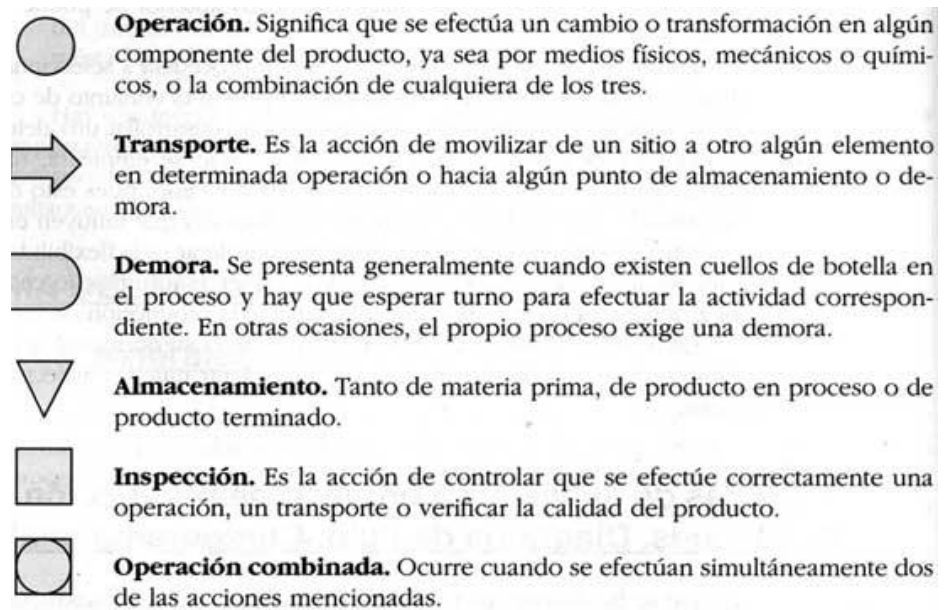 Operación. Significa que se efectúa un cambio o transformación en algún
componente del producto, ya sea por medios físicos, mecánicos o quími-
cos, o la combinación de cualquiera de los tres.
Transporte. Es la acción de movilizar de un sitio a otro algún elemento
en determinada operación o hacia algún punto de almacenamiento o de-
mora.
Demora. Se presenta generalmente cuando existen cuellos de botella en
el proceso y hay que esperar turno para efectuar la actividad correspon-
diente. En otras ocasiones, el propio proceso exige una demora.
Almacenamiento. Tanto de materia prima, de producto en proceso o de
producto terminado.
Inspección. Es la acción de controlar que se efectúe correctamente una
operación, un transporte o verificar la calidad del producto.
Operación combinada. Ocurre cuando se efectúan simultáneamente dos
de las acciones mencionadas.